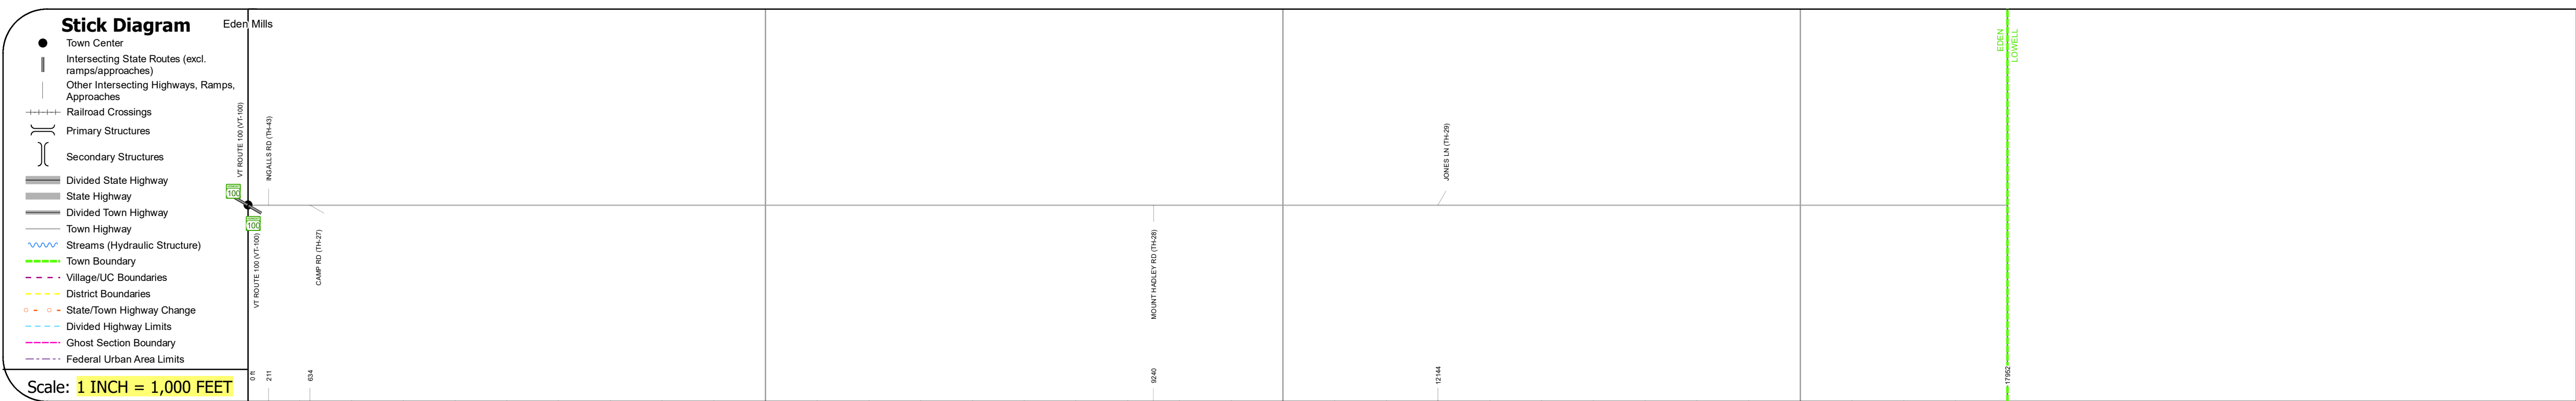 Stick Diagram
Town Center
Intersecting State Routes (excl.
ramps/approaches)
Other Intersecting Highways, Ramps,
Approaches
Railroad Crossings
Primary Structures
Secondary Structures
Divided State Highway
State Highway
Divided Town Highway
Town Highway
Streams (Hydraulic Structure)
Town Boundary
Village/UC Boundaries
District Boundaries
State/Town Highway Change
Divided Highway Limits
Ghost Section Boundary
Federal Urban Area Limits
Scale: 1 INCH = 1,000 FEET
Eden Mills
VT ROUTE 100 (VT-100)
100
100
VT ROUTE 100 (VT-100)
INGALLS RD (TH-43)
CAMP RD (TH-27)
MOUNT HADLEY RD (TH-28)
JONES LN (TH-29)
EDEN
LOWELL
0 ft
211
634
9240
12144
17952